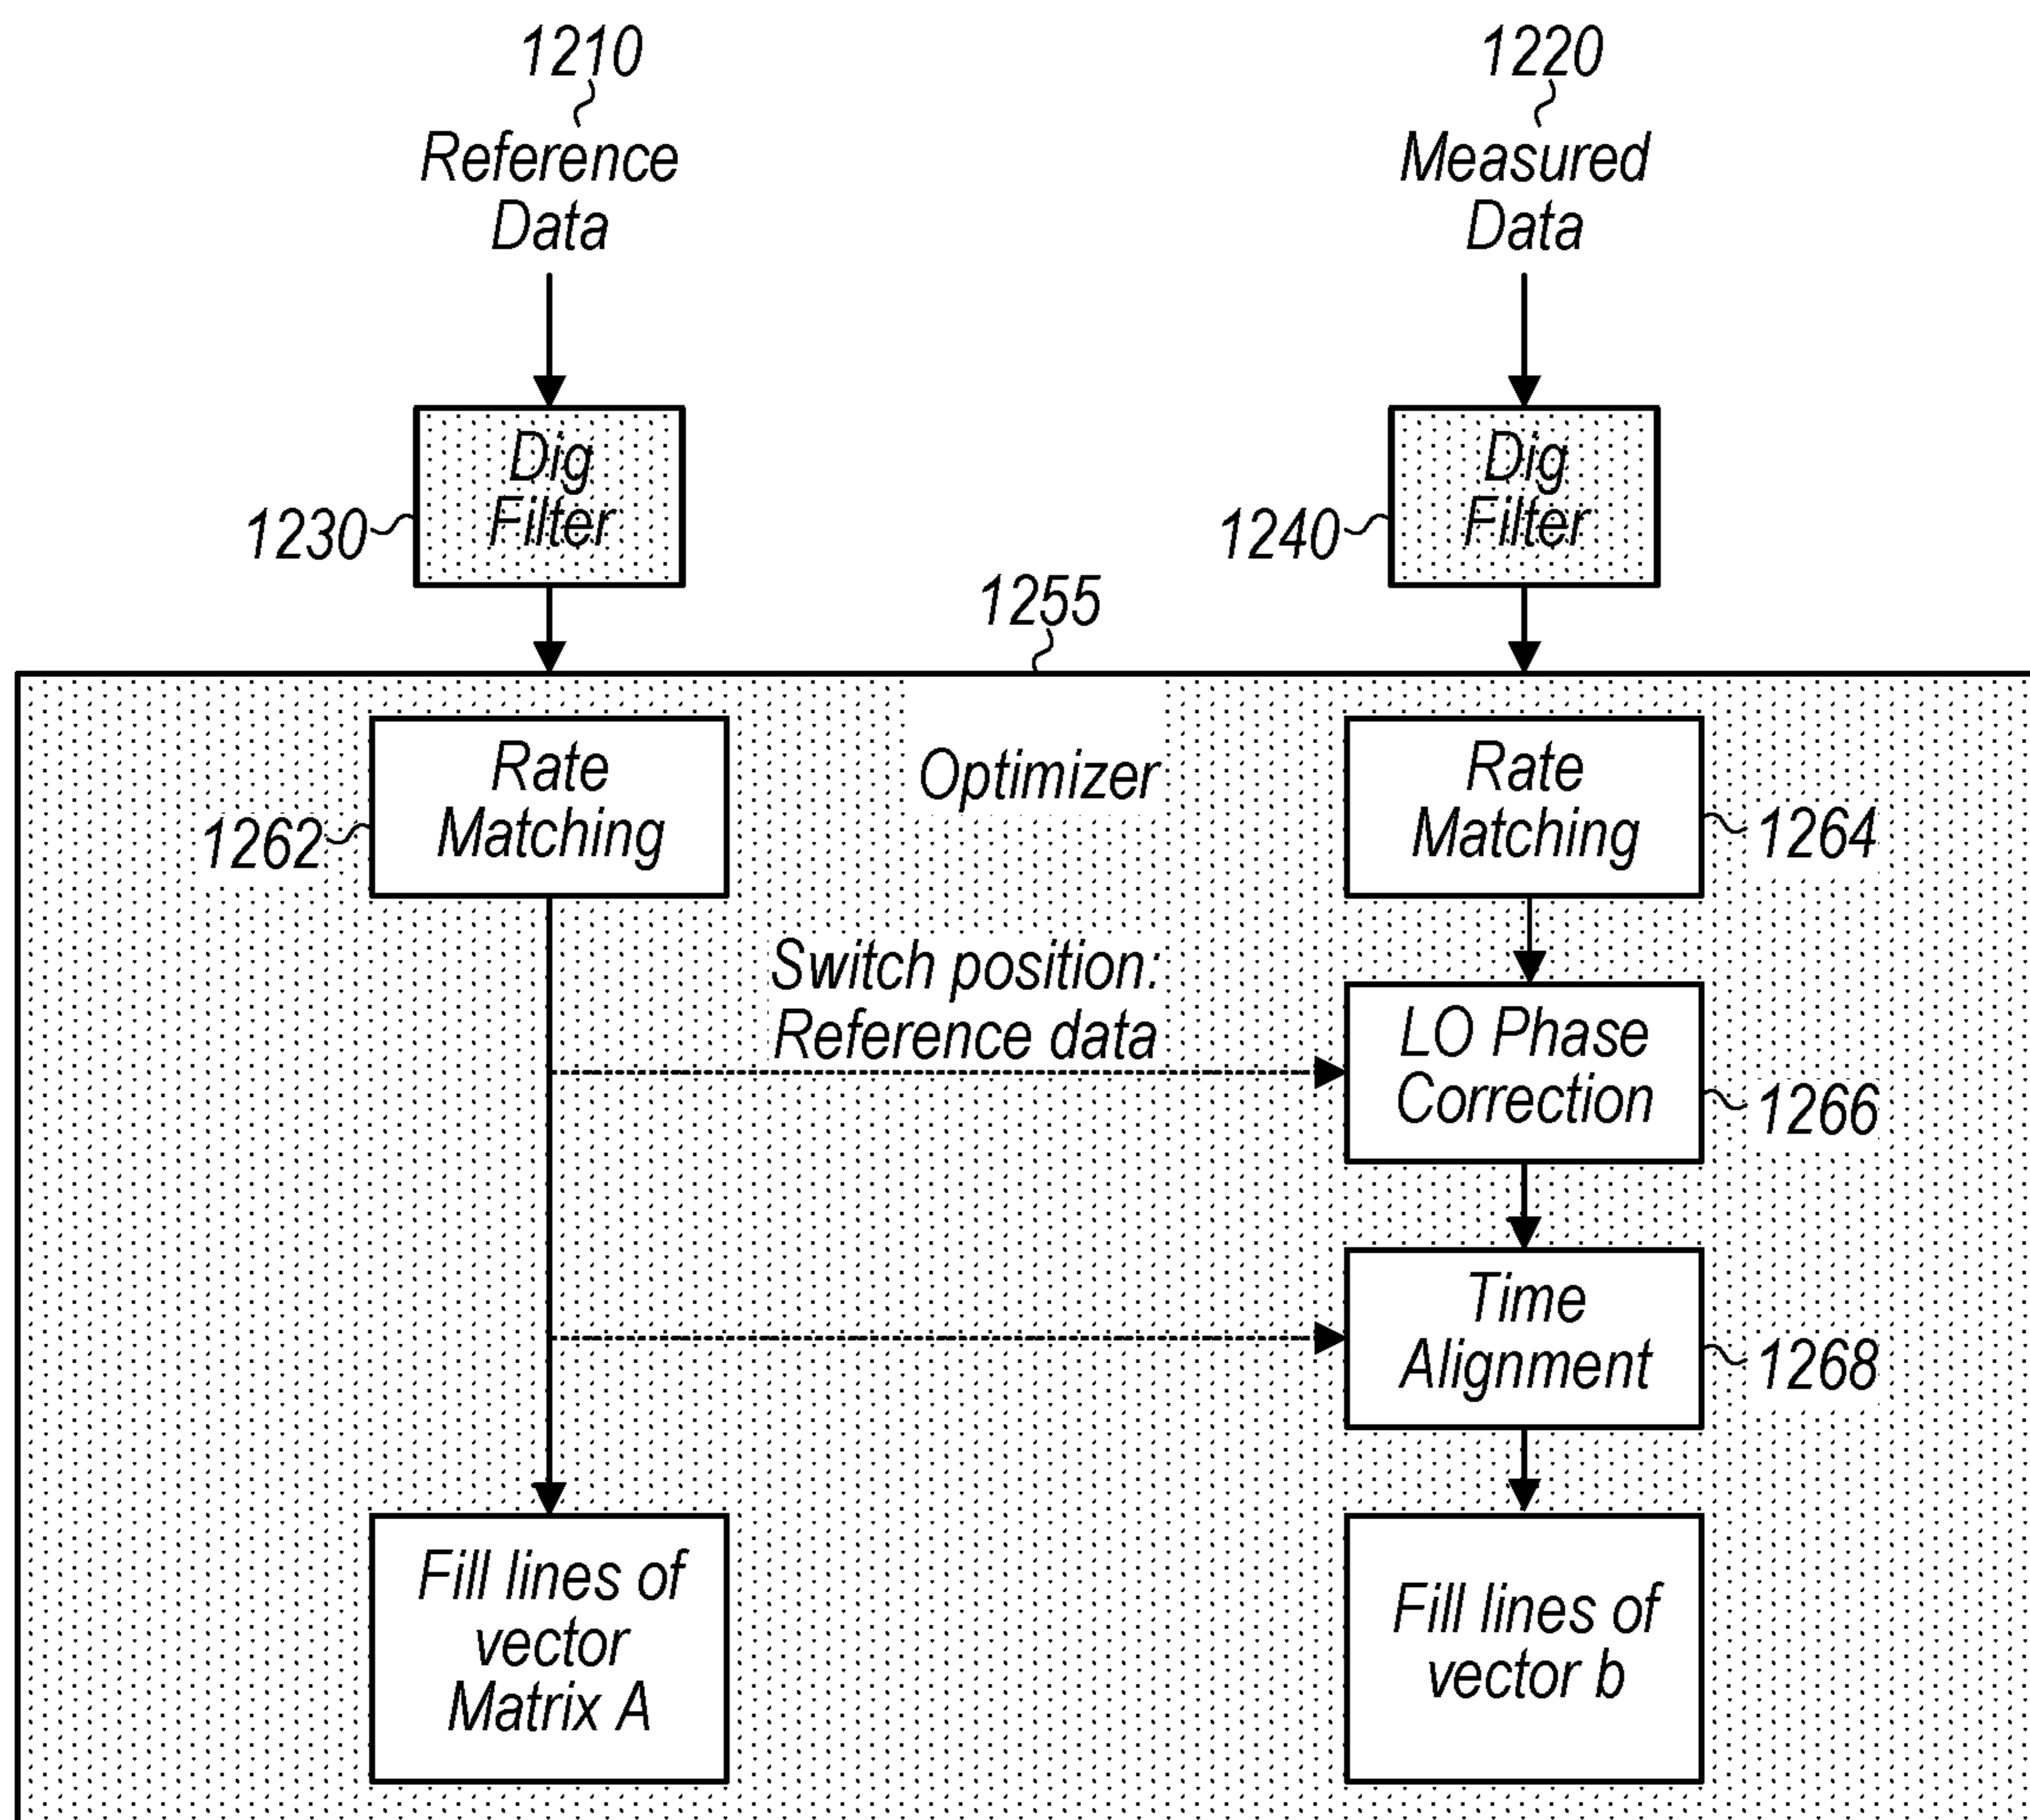 1210
Reference
Data
1220
Measured
Data
Dig
Filter
1230
Dig
Filter
1240
1255
Optimizer
Rate
Matching
1262
Rate
Matching
1264
Switch position:
Reference data
LO Phase
Correction
1266
Time
Alignment
1268
Fill lines of
vector
Matrix A
Fill lines of
vector b